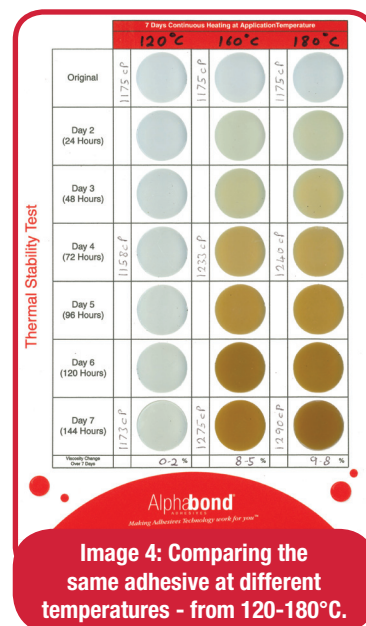 7 Days Continuous Heating at ApplicationTemperature
120°C 160°C 180°C
Thermal Stability Test
Original 1175cP 1175cP 1175cP
Day 2
(24 Hours)
Day 3
(48 Hours)
Day 4
(72 Hours) 1158cP 1233cP 1240cP
Day 5
(96 Hours)
Day 6
(120 Hours)
Day 7
(144 Hours) 1173cP 1275cP 1290cP
Viscosity Change
Over 7 Days 0.2 % 8.5 % 9.8 %
Alphabond
ADHESIVES
Making Adhesives Technology work for you™
Image 4: Comparing the
same adhesive at different
temperatures - from 120-180°C.